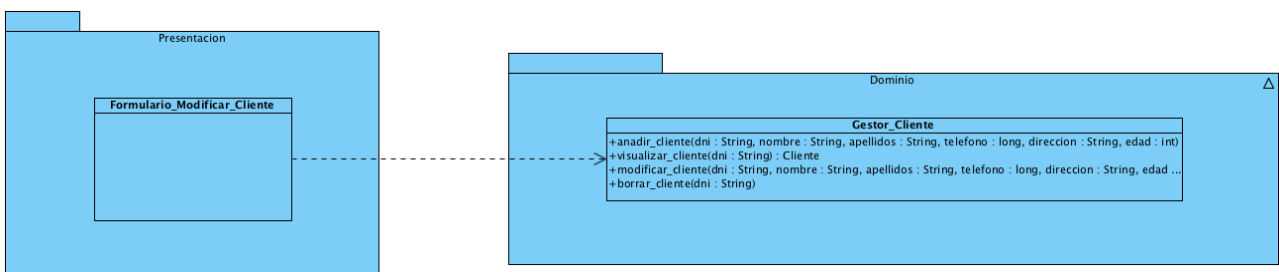 Presentacion
Formulario_Modificar_Cliente
Dominio
Gestor_Cliente
+anadir_cliente(dni : String, nombre : String, apellidos : String, telefono : long, direccion : String, edad : int)
+visualizar_cliente(dni : String) : Cliente
+modificar_cliente(dni : String, nombre : String, apellidos : String, telefono : long, direccion : String, edad ...
+borrar_cliente(dni : String)